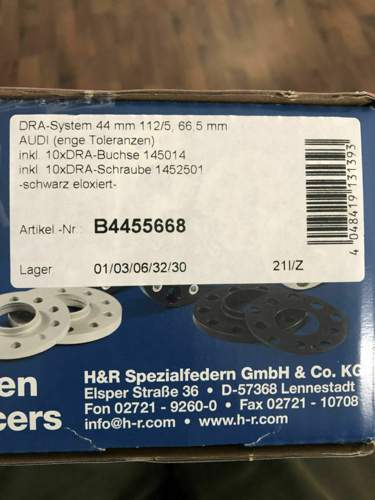 DRA-System 44 mm 112/5, 66,5 mm
AUDI (enge Toleranzen)
inkl. 10xDRA-Buchse 145014
inkl. 10xDRA-Schraube 1452501
-schwarz eloxiert-
4 048419 131393
Artikel -Nr.: B4455668
Lager 01/03/06/32/30 21I/Z
H&R Spezialfedern GmbH & Co. KG
Elsper Straße 36 • D-57368 Lennestadt
Fon 02721 - 9260-0 • Fax 02721 - 10708
info@h-r.com • www.h-r.com
en
cers